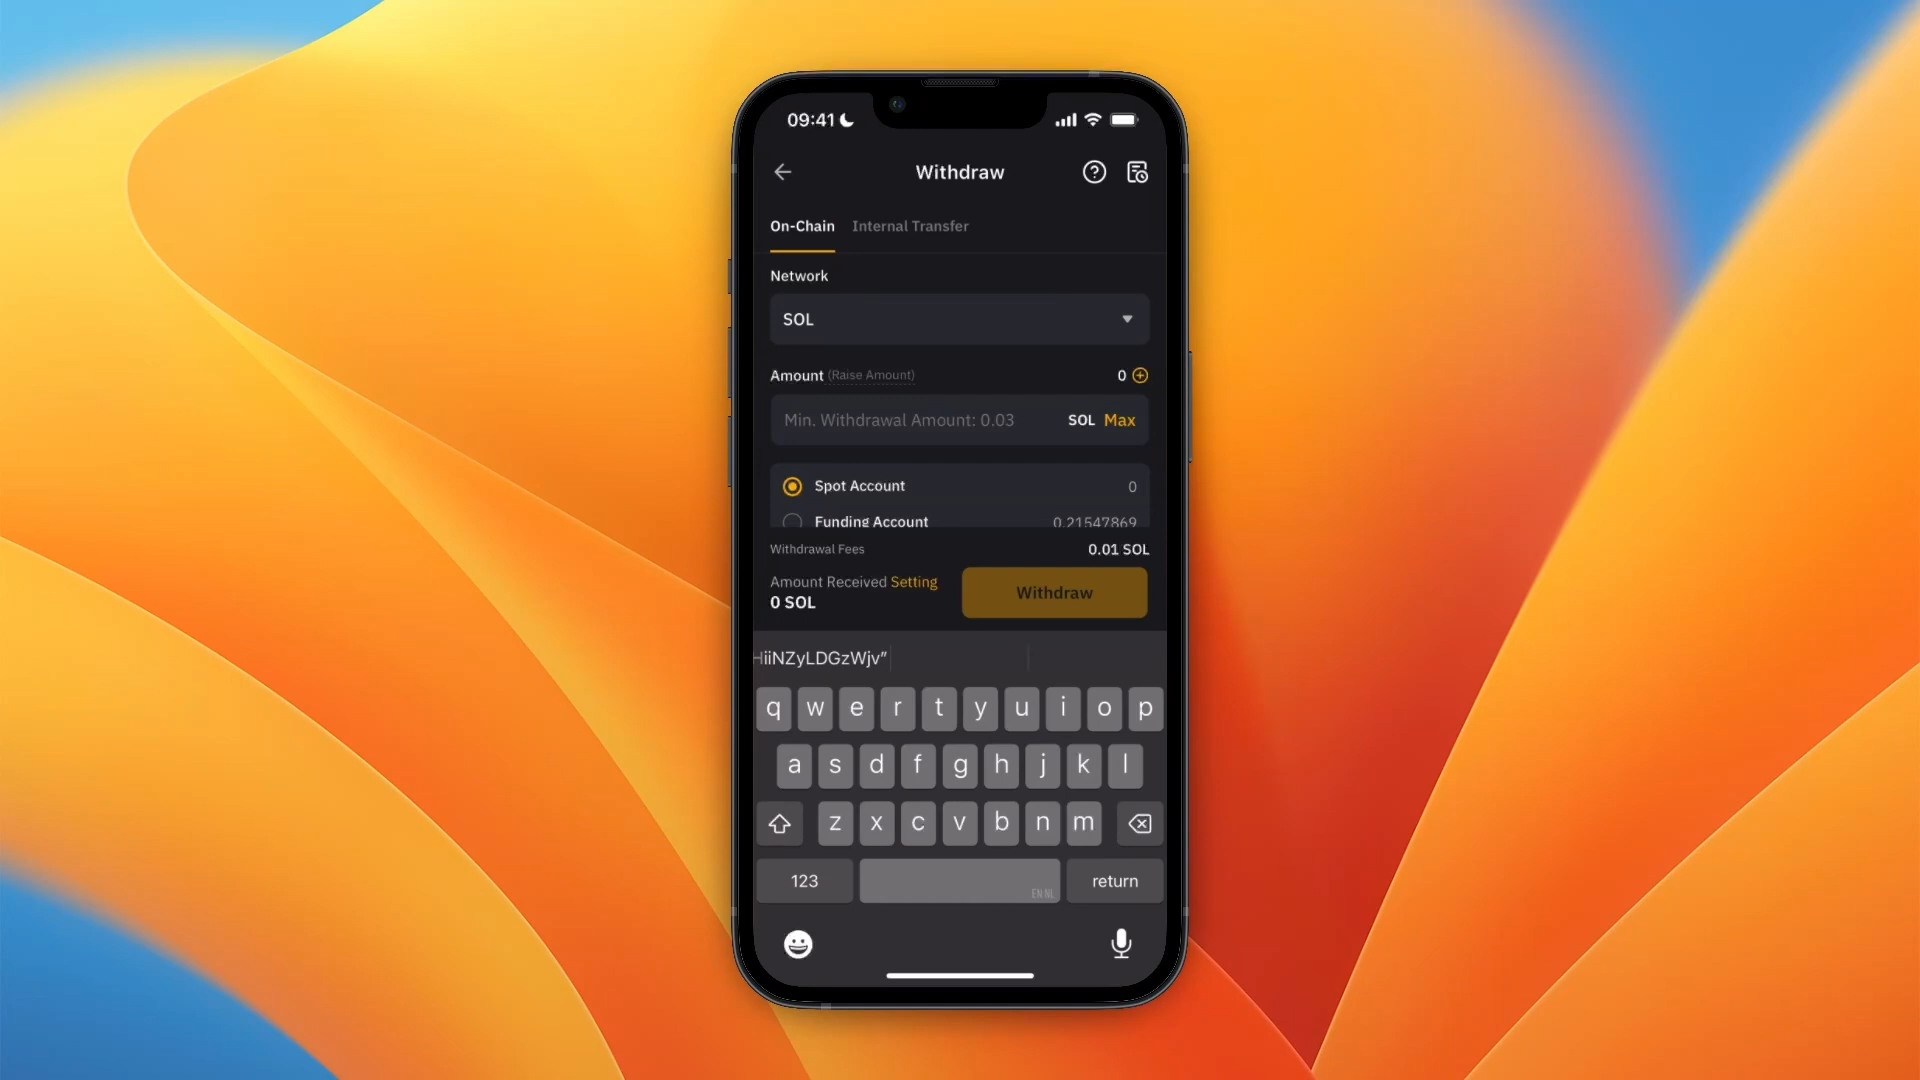 09:41
Withdraw
On-Chain Internal Transfer
Network
SOL
Amount (Raise Amount) 0
Min. Withdrawal Amount: 0.03 SOL Max
Spot Account 0
Funding Account 0.21547869
Withdrawal Fees 0.01 SOL
Amount Received Setting
0 SOL
Withdraw
HiiNZyLDGzWjv"
q w e r t y u i o p
a s d f g h j k l
z x c v b n m
123 EN NL return